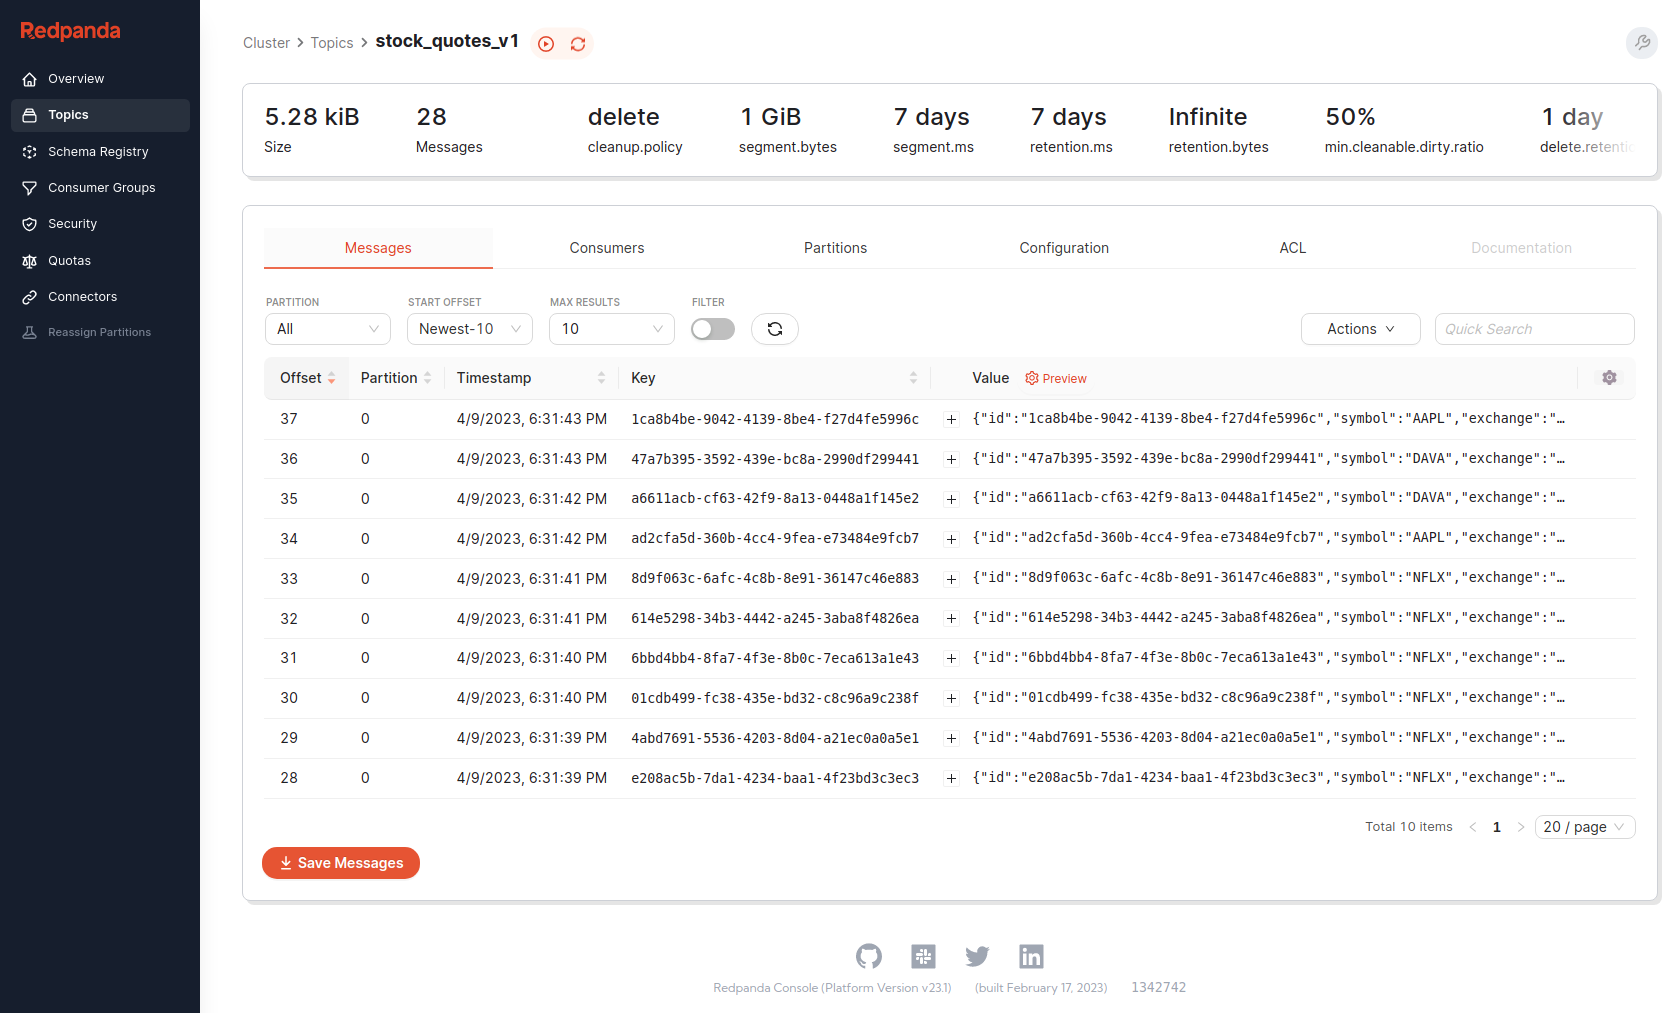 Redpanda
Overview
Topics
Schema Registry
Consumer Groups
Security
Quotas
Connectors
Reassign Partitions
Cluster > Topics > stock_quotes_v1
5.28 kiB 28 delete 1 GiB 7 days 7 days Infinite 50% 1 day
Size Messages cleanup.policy segment.bytes segment.ms retention.ms retention.bytes min.cleanable.dirty.ratio delete.retentio
Messages Consumers Partitions Configuration ACL Documentation
PARTITION START OFFSET MAX RESULTS FILTER
All Newest-10 10 Actions Quick Search
Offset Partition Timestamp Key Value Preview
37 0 4/9/2023, 6:31:43 PM 1ca8b4be-9042-4139-8be4-f27d4fe5996c {"id":"1ca8b4be-9042-4139-8be4-f27d4fe5996c","symbol":"AAPL","exchange":"…
36 0 4/9/2023, 6:31:43 PM 47a7b395-3592-439e-bc8a-2990df299441 {"id":"47a7b395-3592-439e-bc8a-2990df299441","symbol":"DAVA","exchange":"…
35 0 4/9/2023, 6:31:42 PM a6611acb-cf63-42f9-8a13-0448a1f145e2 {"id":"a6611acb-cf63-42f9-8a13-0448a1f145e2","symbol":"DAVA","exchange":"…
34 0 4/9/2023, 6:31:42 PM ad2cfa5d-360b-4cc4-9fea-e73484e9fcb7 {"id":"ad2cfa5d-360b-4cc4-9fea-e73484e9fcb7","symbol":"AAPL","exchange":"…
33 0 4/9/2023, 6:31:41 PM 8d9f063c-6afc-4c8b-8e91-36147c46e883 {"id":"8d9f063c-6afc-4c8b-8e91-36147c46e883","symbol":"NFLX","exchange":"…
32 0 4/9/2023, 6:31:41 PM 614e5298-34b3-4442-a245-3aba8f4826ea {"id":"614e5298-34b3-4442-a245-3aba8f4826ea","symbol":"NFLX","exchange":"…
31 0 4/9/2023, 6:31:40 PM 6bbd4bb4-8fa7-4f3e-8b0c-7eca613a1e43 {"id":"6bbd4bb4-8fa7-4f3e-8b0c-7eca613a1e43","symbol":"NFLX","exchange":"…
30 0 4/9/2023, 6:31:40 PM 01cdb499-fc38-435e-bd32-c8c96a9c238f {"id":"01cdb499-fc38-435e-bd32-c8c96a9c238f","symbol":"NFLX","exchange":"…
29 0 4/9/2023, 6:31:39 PM 4abd7691-5536-4203-8d04-a21ec0a0a5e1 {"id":"4abd7691-5536-4203-8d04-a21ec0a0a5e1","symbol":"NFLX","exchange":"…
28 0 4/9/2023, 6:31:39 PM e208ac5b-7da1-4234-baa1-4f23bd3c3ec3 {"id":"e208ac5b-7da1-4234-baa1-4f23bd3c3ec3","symbol":"NFLX","exchange":"…
Total 10 items < 1 > 20 / page
Save Messages
Redpanda Console (Platform Version v23.1) (built February 17, 2023) 1342742